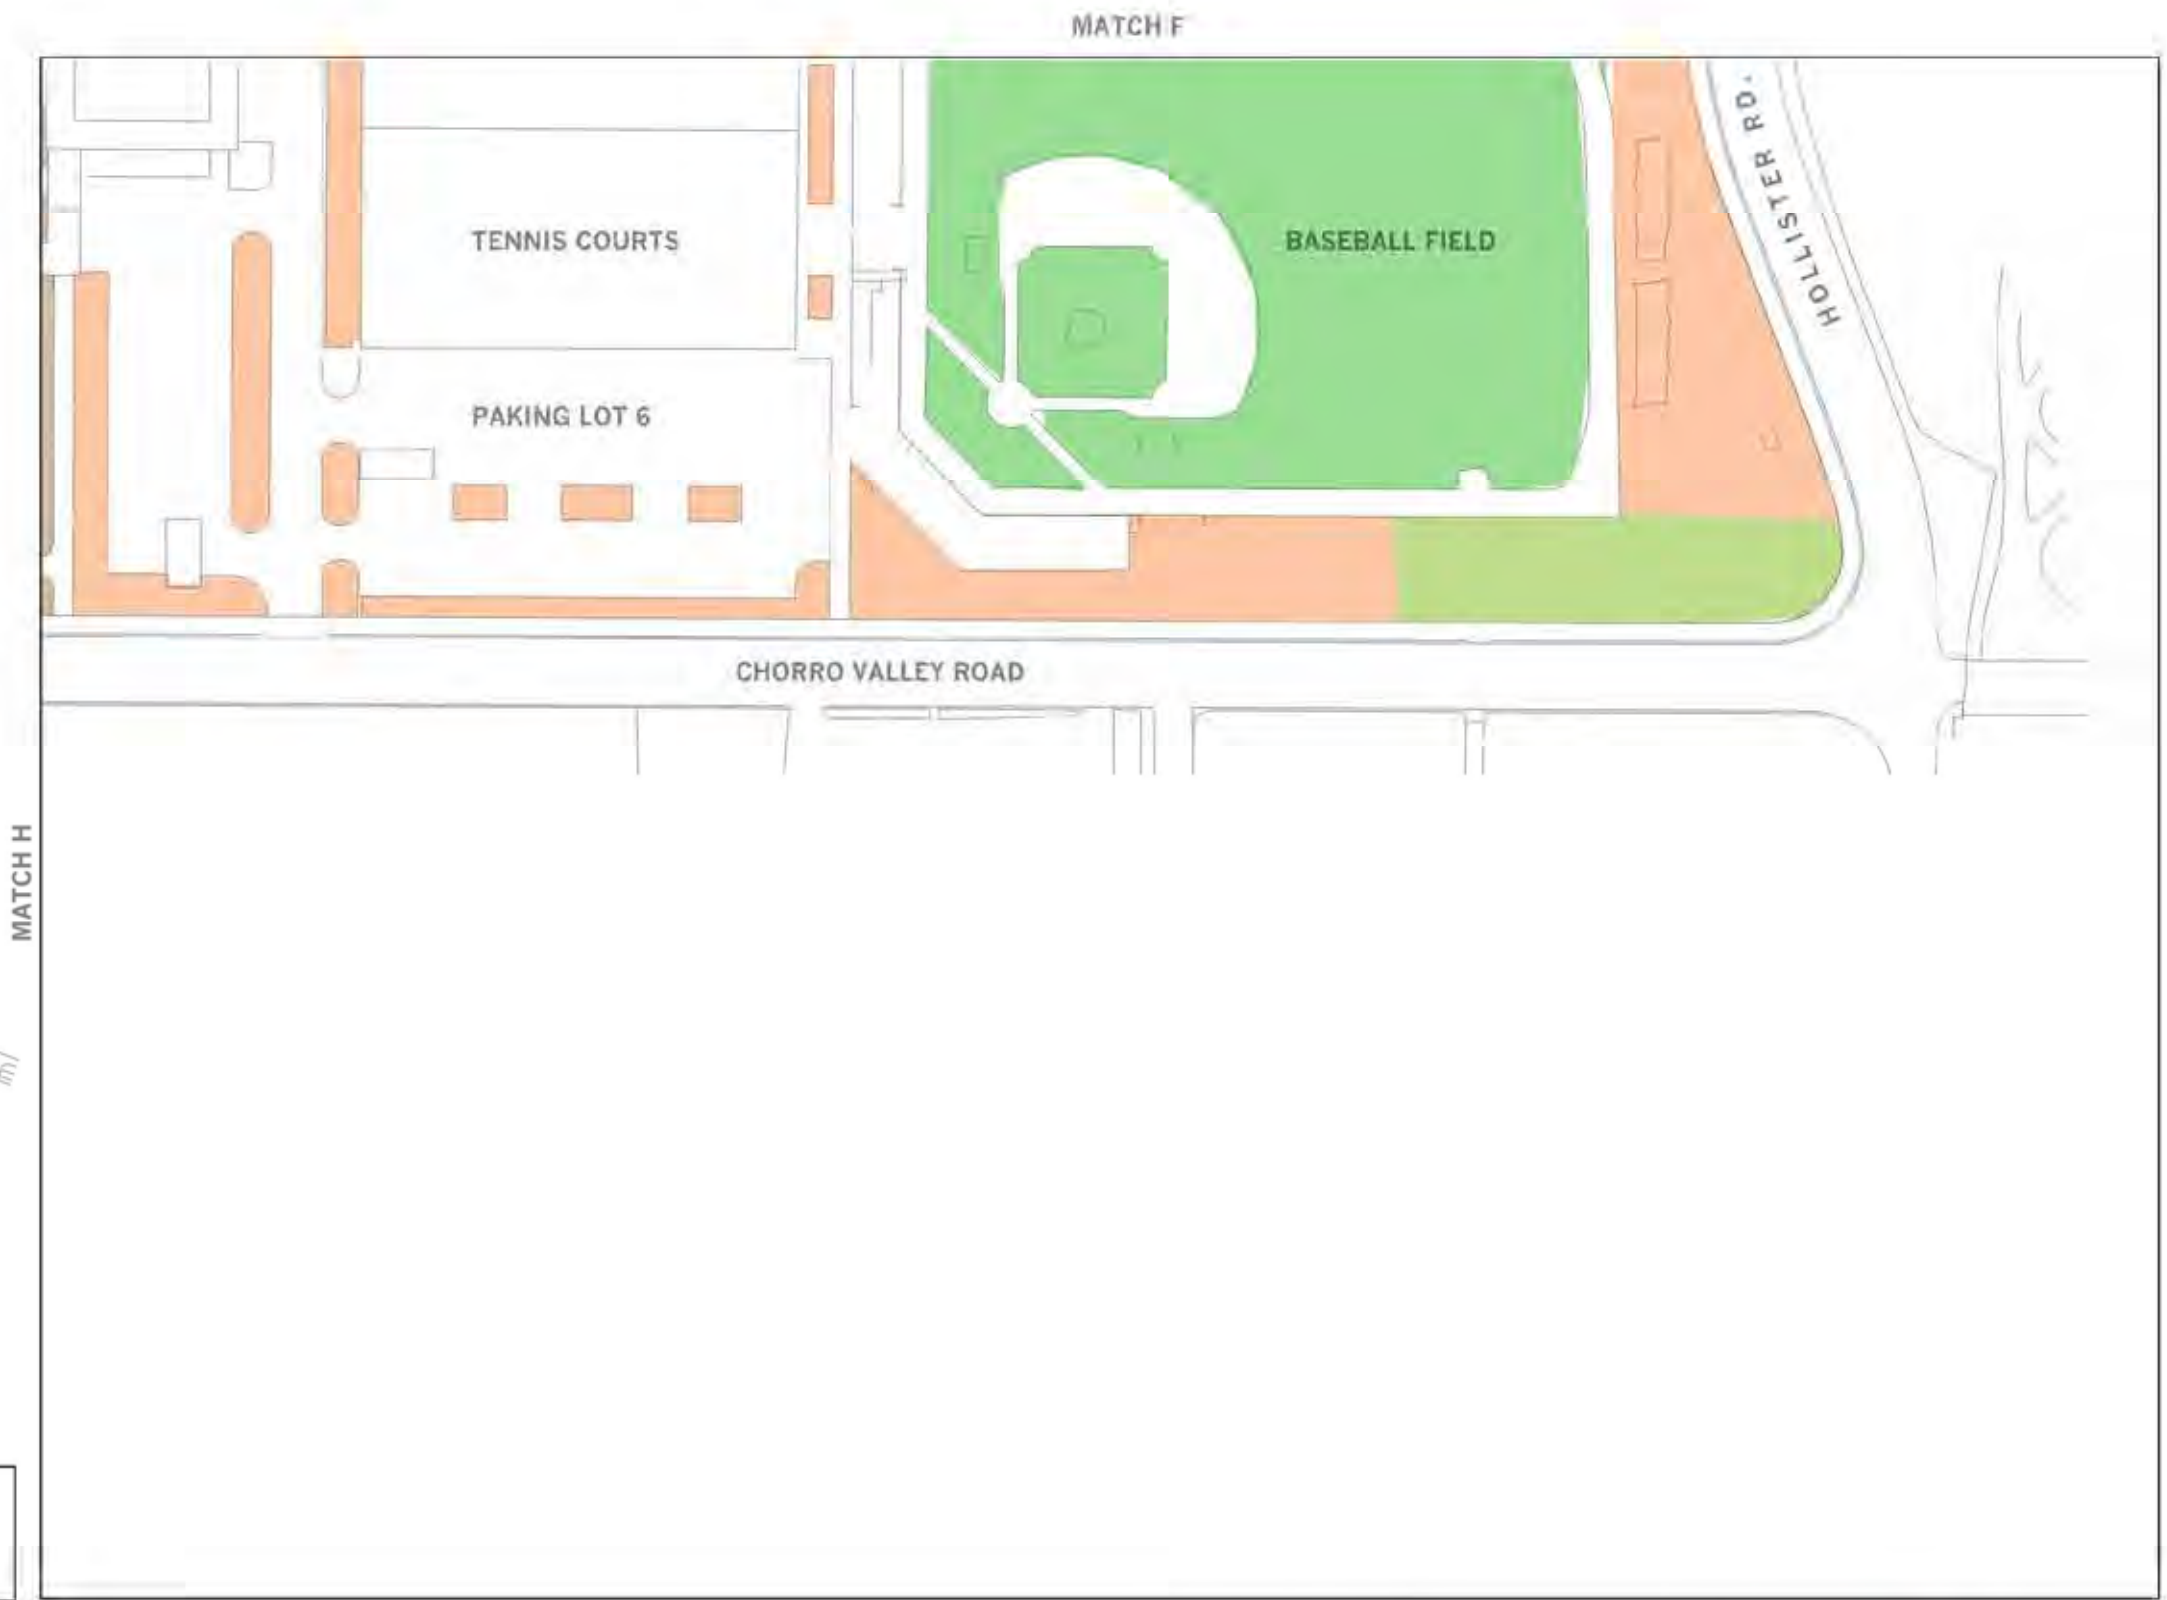 MATCH F
HOLLISTER RD.
TENNIS COURTS
BASEBALL FIELD
PAKING LOT 6
CHORRO VALLEY ROAD
MATCH H